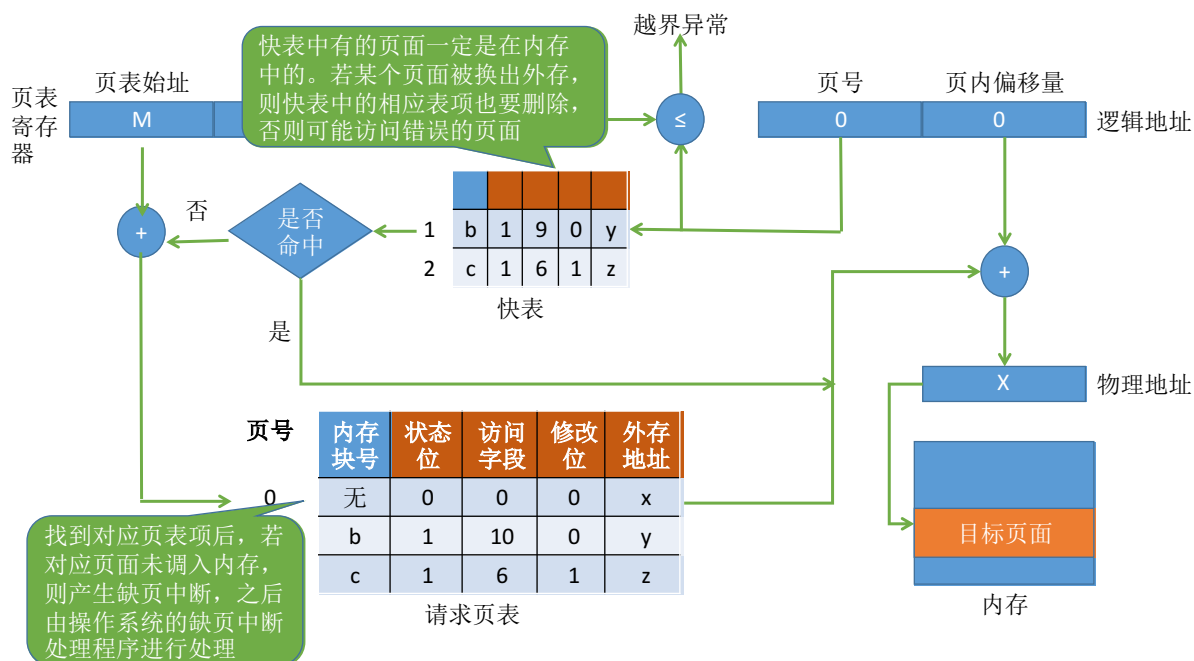 越界异常
快表中有的页面一定是在内存
中的。若某个页面被换出外存，
则快表中的相应表项也要删除，
否则可能访问错误的页面
页表始址
页号
页内偏移量
页表
寄存
器
M
≤
0
0
逻辑地址
+
否
是否
命中
1
b 1 9 0 y
2
c 1 6 1 z
快表
+
是
X
物理地址
页号
内存
块号
状态
位
访问
字段
修改
位
外存
地址
0
无 0 0 0 x
b 1 10 0 y
c 1 6 1 z
请求页表
找到对应页表项后，若
对应页面未调入内存，
则产生缺页中断，之后
由操作系统的缺页中断
处理程序进行处理
目标页面
内存